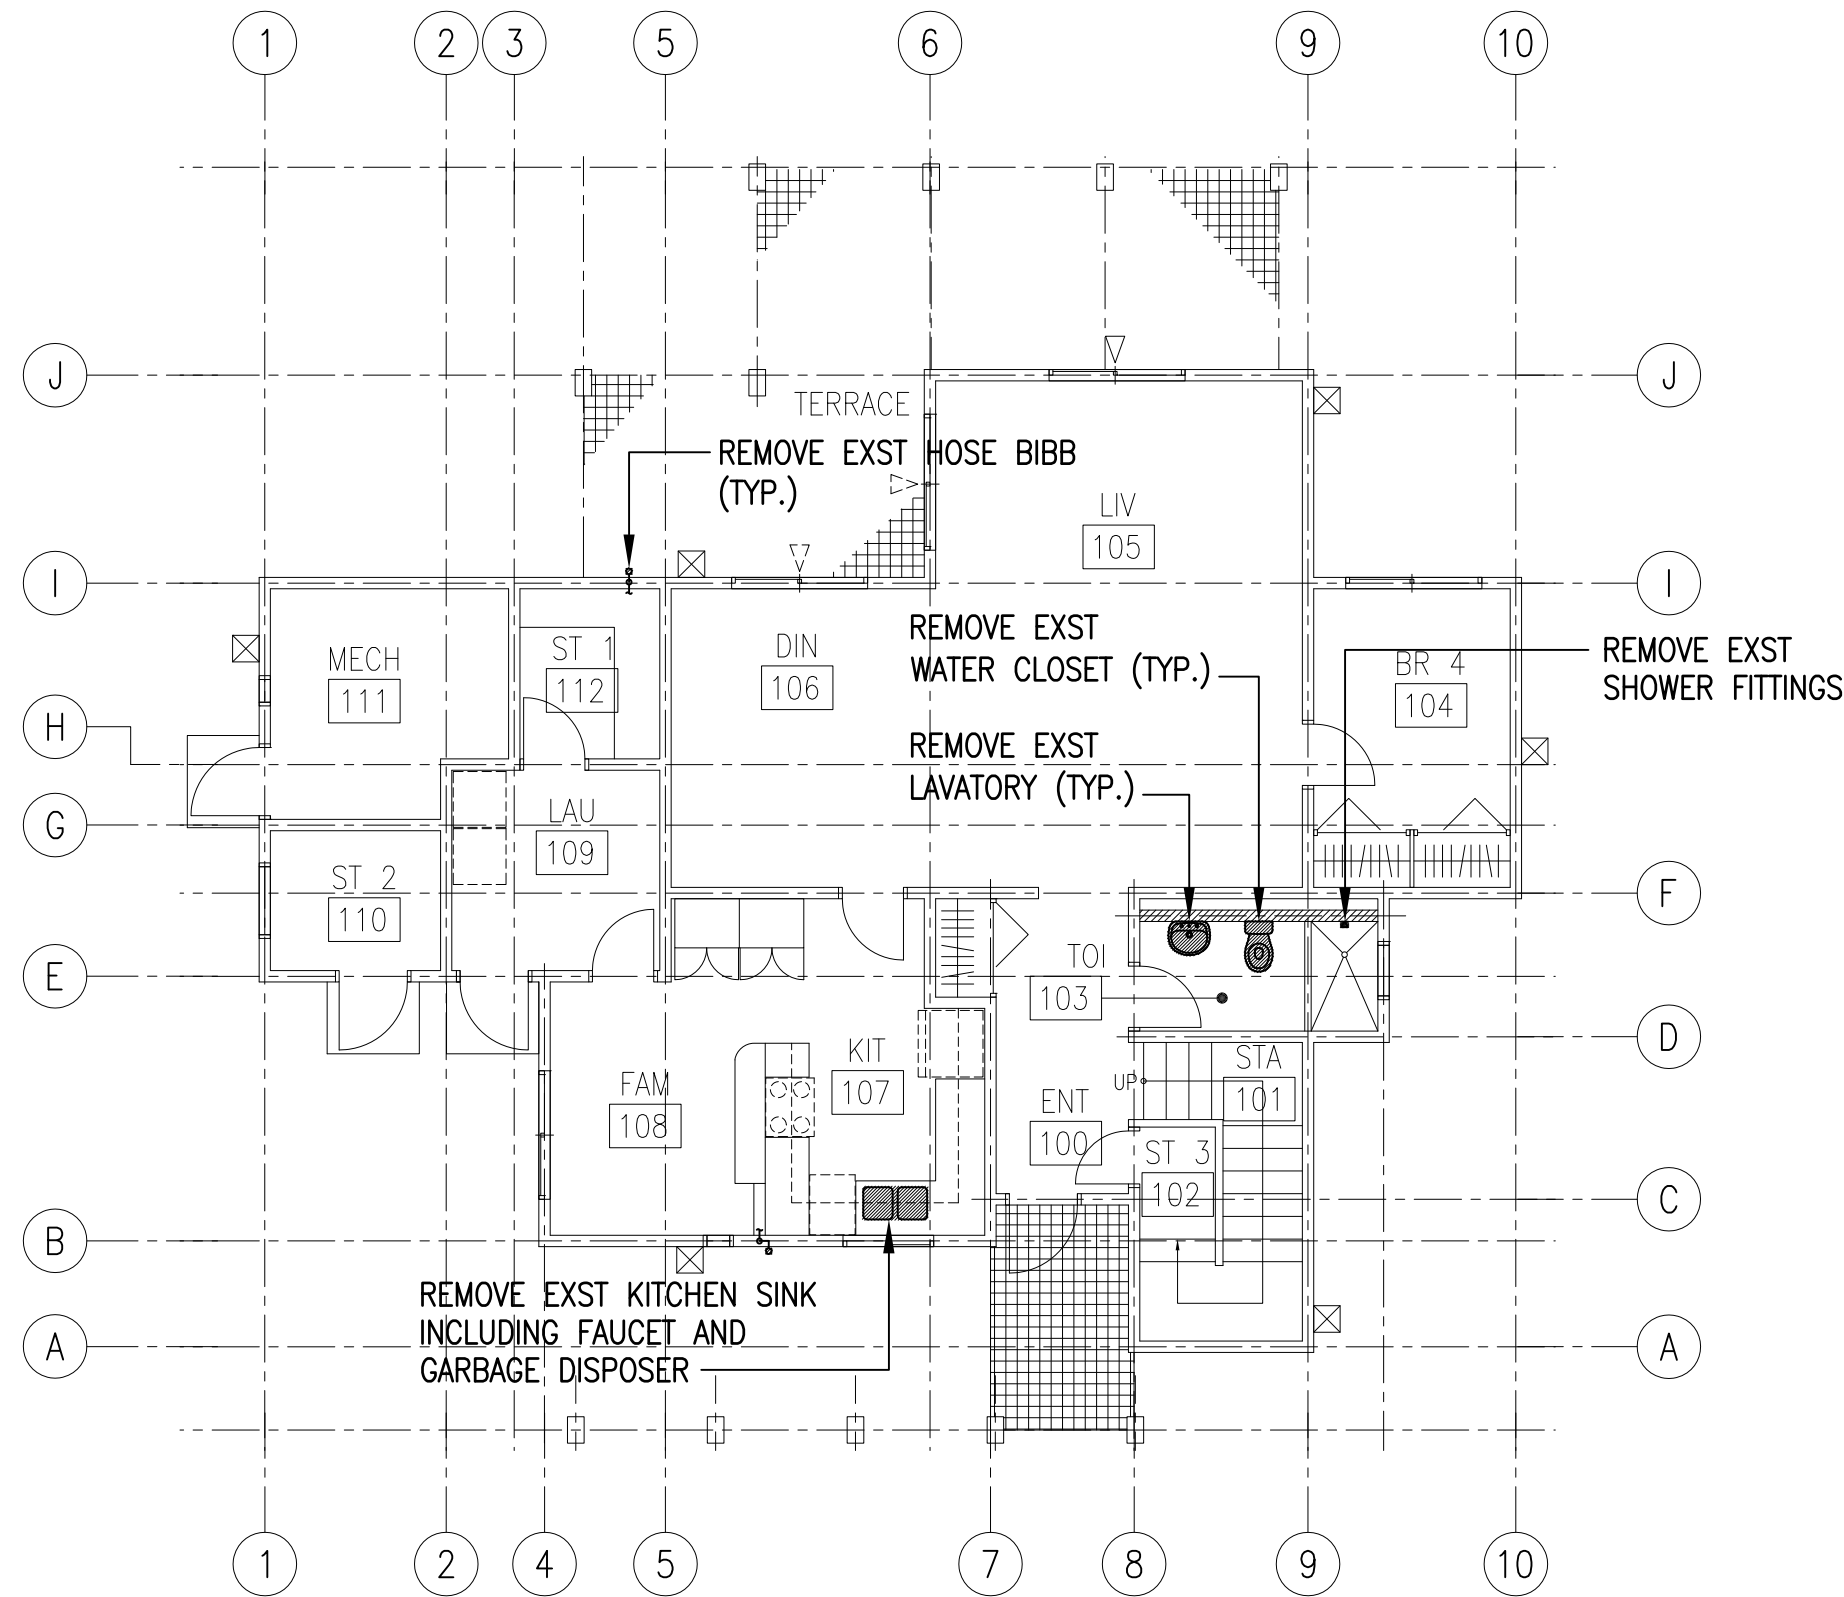 1
2
3
5
6
9
10
J
J
TERRACE
REMOVE EXST HOSE BIBB
(TYP.)
LIV
105
I
I
REMOVE EXST
WATER CLOSET (TYP.)
REMOVE EXST
SHOWER FITTINGS
MECH
111
ST 1
112
DIN
106
BR 4
104
H
REMOVE EXST
LAVATORY (TYP.)
G
LAU
109
ST 2
110
F
E
TOI
103
D
KIT
107
STA
101
UP
FAM
108
ENT
100
ST 3
102
C
B
REMOVE EXST KITCHEN SINK
INCLUDING FAUCET AND
GARBAGE DISPOSER
A
A
1
2
4
5
7
8
9
10